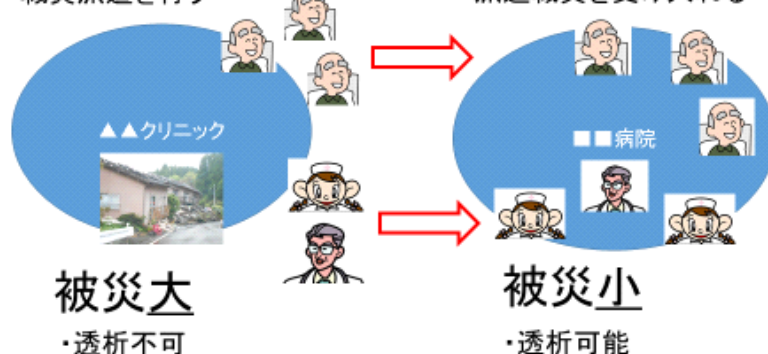 ▲▲クリニック
■■病院
被災大
被災小
・透析不可
・透析可能